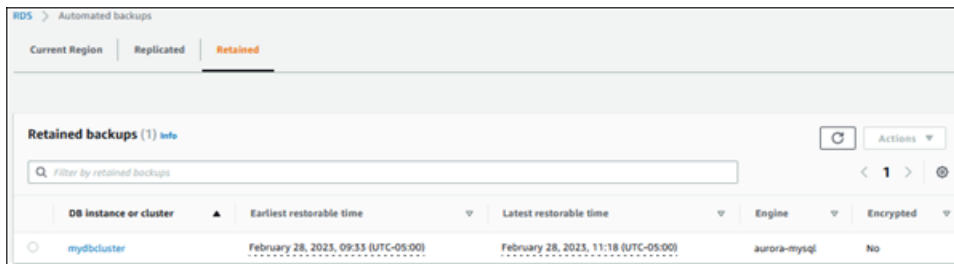 RDS > Automated backups
Current Region Replicated Retained
Retained backups (1) Info
Actions
Filter by retained backups
< 1 >
DB instance or cluster Earliest restorable time Latest restorable time Engine Encrypted
mydbcluster February 28, 2023, 09:33 (UTC-05:00) February 28, 2023, 11:18 (UTC-05:00) aurora-mysql No